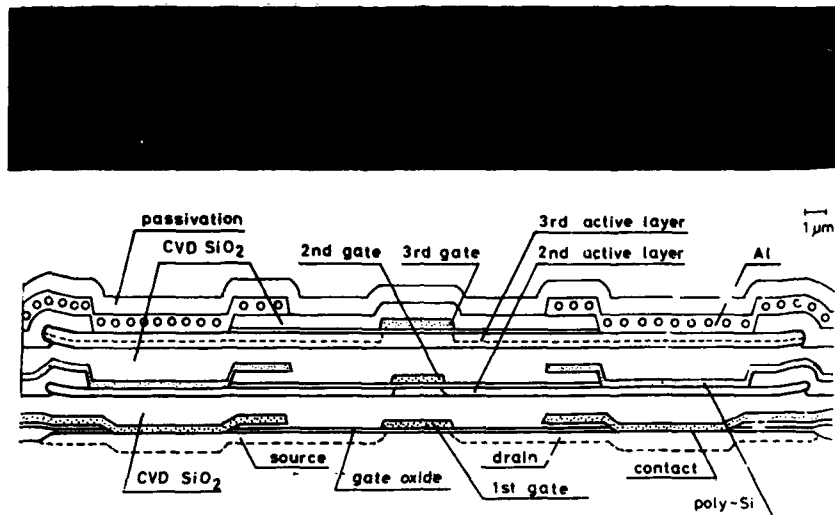 passivation
CVD SiO2
2nd gate
3rd gate
3rd active layer
2nd active layer
Al
1 μm
source
drain
CVD SiO2
gate oxide
1st gate
contact
poly-Si